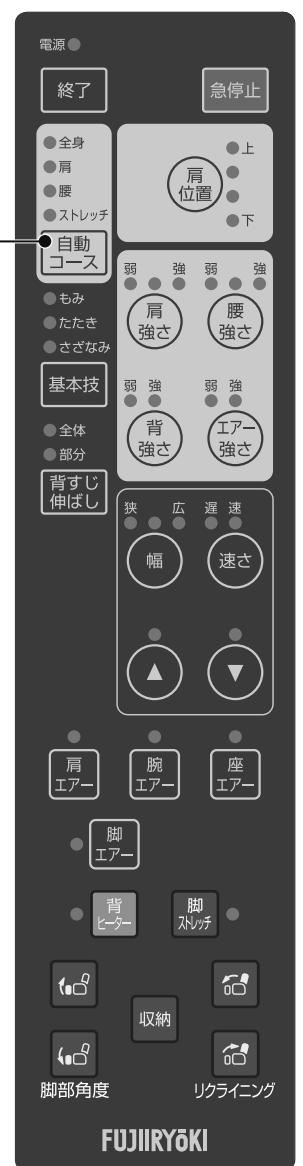 電源
終了
急停止
全身
肩
腰
ストレッチ
自動
コース
上
肩
位置
下
もみ
たたき
さざなみ
基本技
弱 強
肩
強さ
弱 強
腰
強さ
弱 強
背
強さ
弱 強
エアー
強さ
全体
部分
背すじ
伸ばし
狭 広
幅
遅 速
速さ
▲
▼
肩
エアー
腕
エアー
座
エアー
脚
エアー
背
ヒーター
脚
ストレッチ
収納
脚部角度
リクライニング
FUJIIRYŌKI